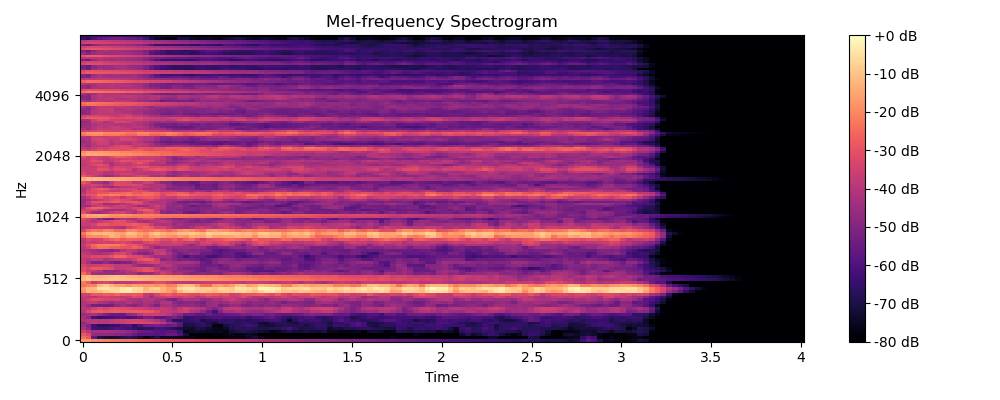 Mel-frequency Spectrogram
+0 dB
-10 dB
-20 dB
-30 dB
-40 dB
-50 dB
-60 dB
-70 dB
-80 dB
4096
2048
1024
512
0
Hz
0 0.5 1 1.5 2 2.5 3 3.5 4
Time